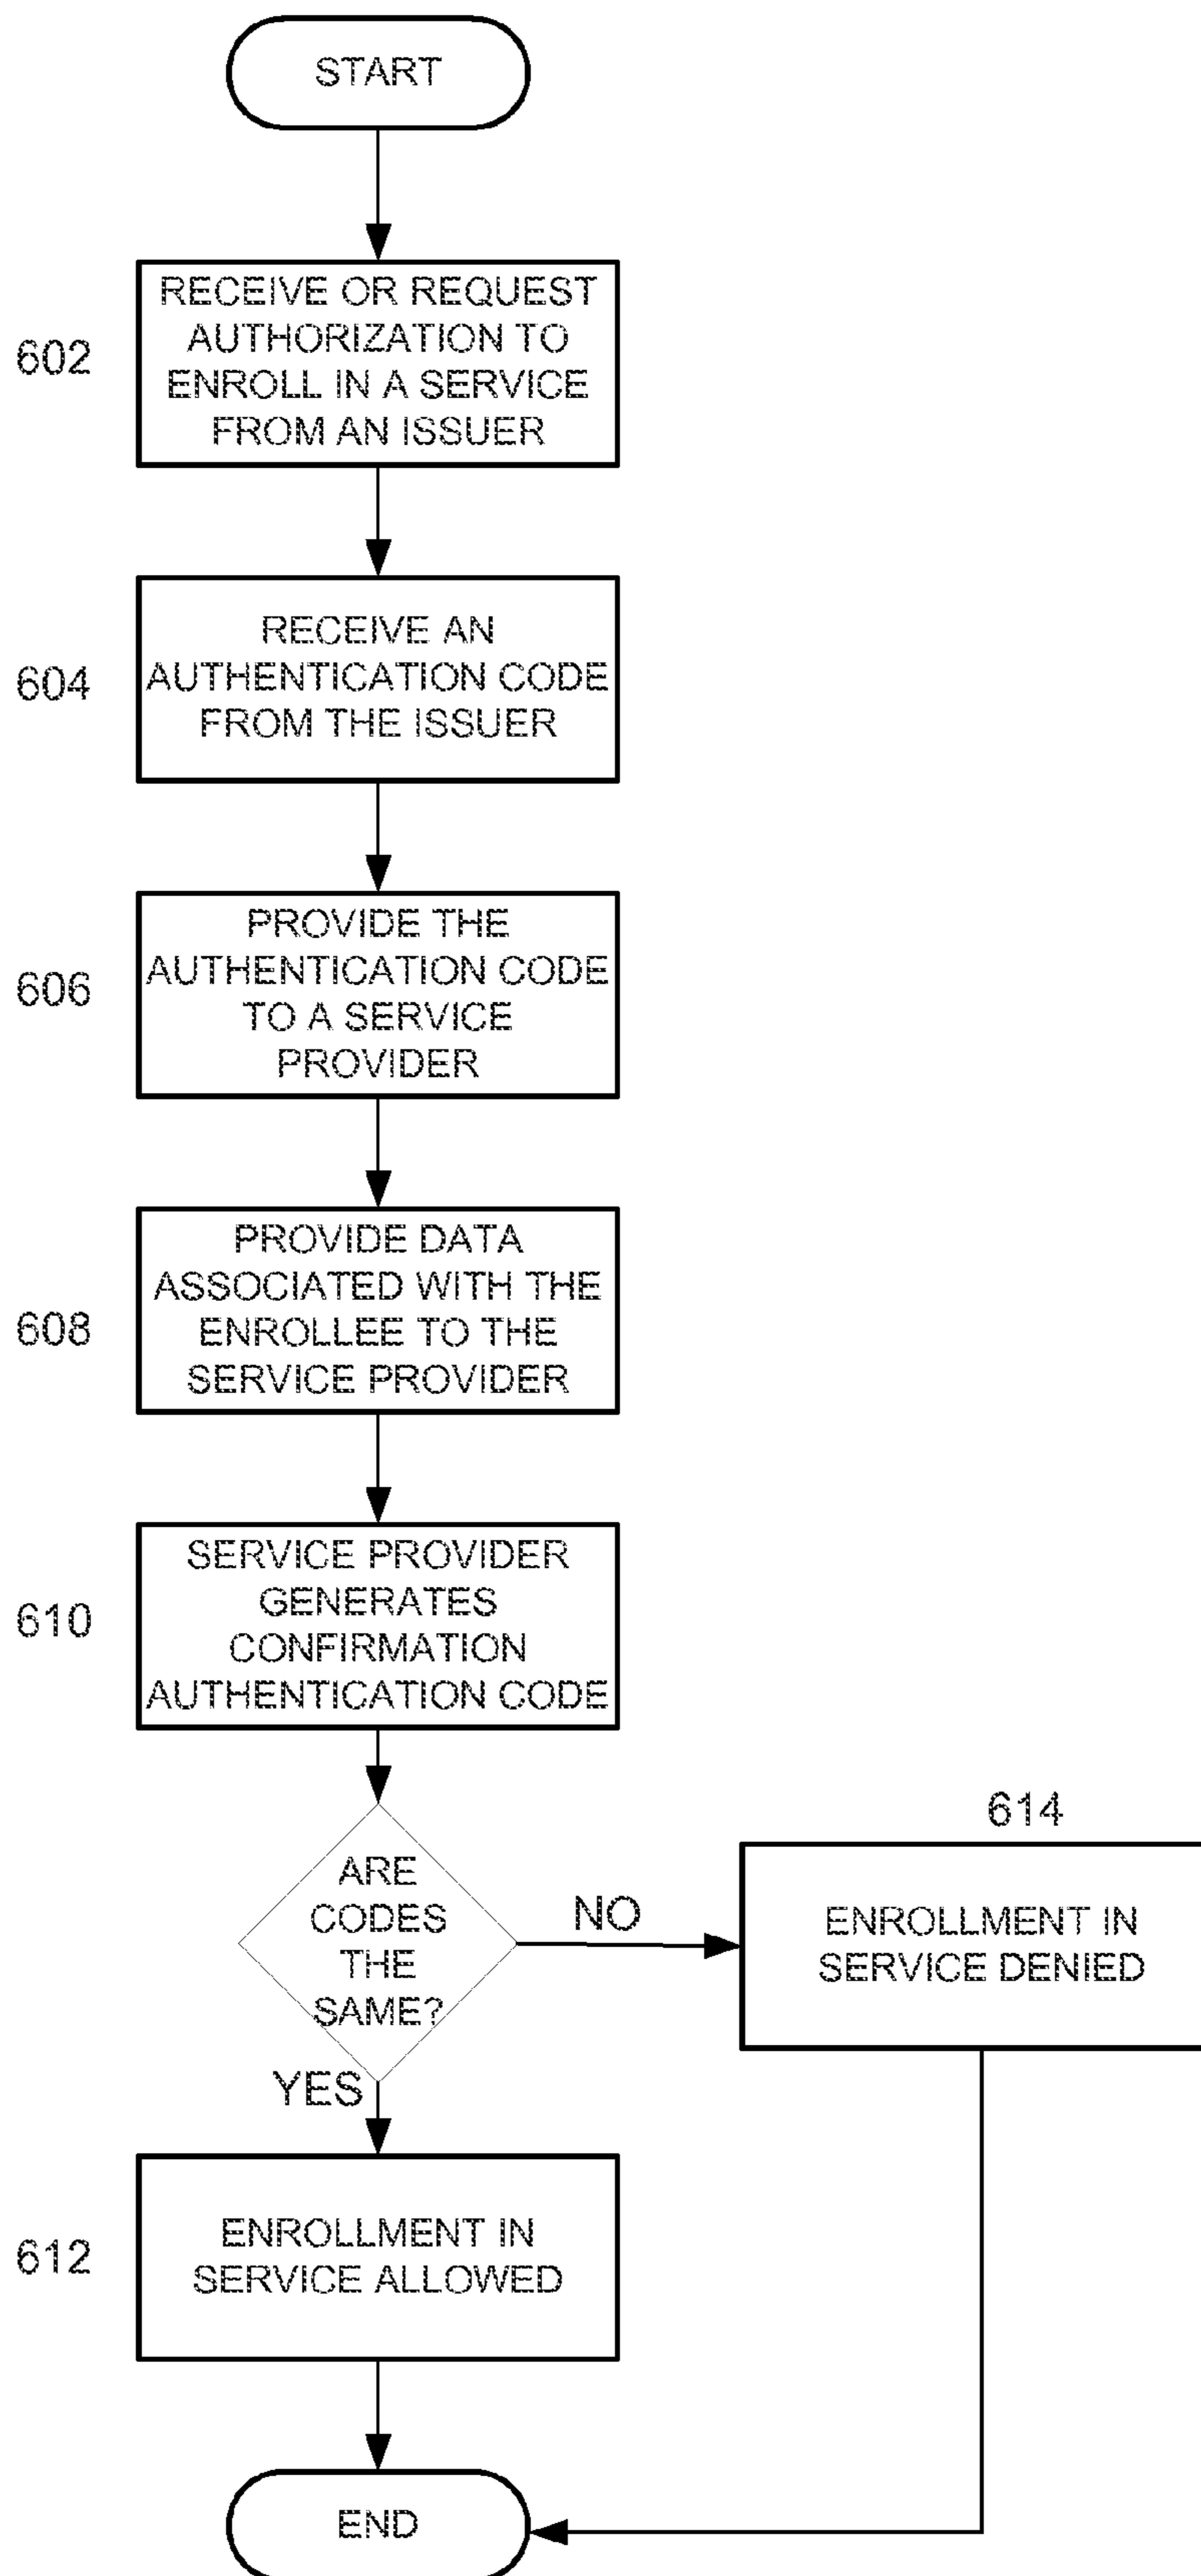 START
602
RECEIVE OR REQUEST
AUTHORIZATION TO
ENROLL IN A SERVICE
FROM AN ISSUER
604
RECEIVE AN
AUTHENTICATION CODE
FROM THE ISSUER
606
PROVIDE THE
AUTHENTICATION CODE
TO A SERVICE
PROVIDER
608
PROVIDE DATA
ASSOCIATED WITH THE
ENROLLEE TO THE
SERVICE PROVIDER
610
SERVICE PROVIDER
GENERATES
CONFIRMATION
AUTHENTICATION CODE
ARE
CODES
THE
SAME?
NO
614
ENROLLMENT IN
SERVICE DENIED
YES
612
ENROLLMENT IN
SERVICE ALLOWED
END